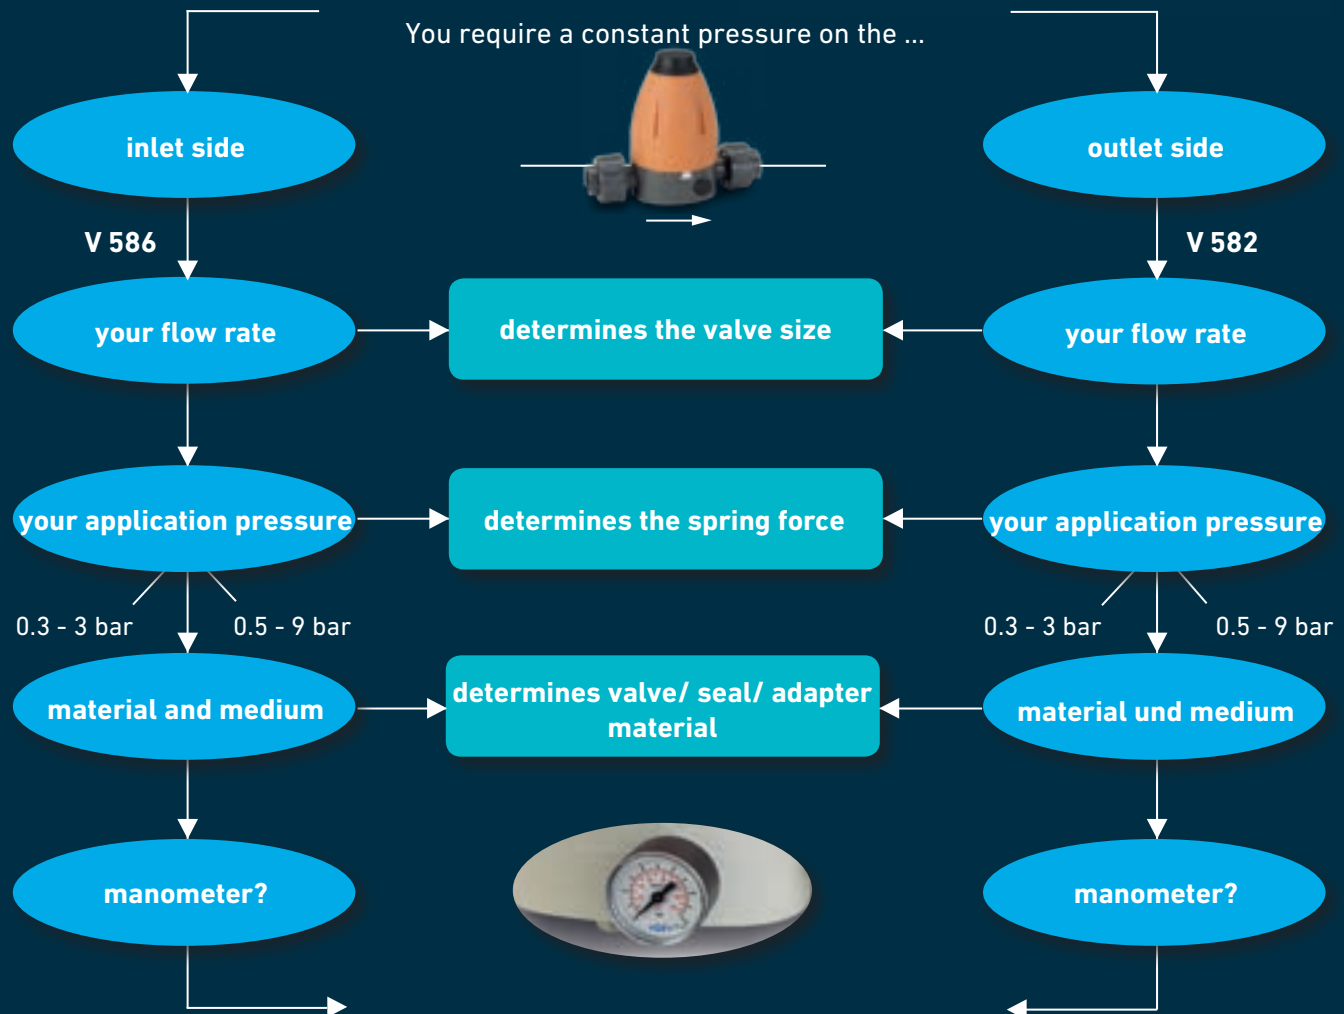 You require a constant pressure on the ...
inlet side
outlet side
V 586
V 582
your flow rate
determines the valve size
your flow rate
your application pressure
determines the spring force
your application pressure
0.3 - 3 bar
0.5 - 9 bar
0.3 - 3 bar
0.5 - 9 bar
material and medium
determines valve/ seal/ adapter
material
material und medium
manometer?
manometer?